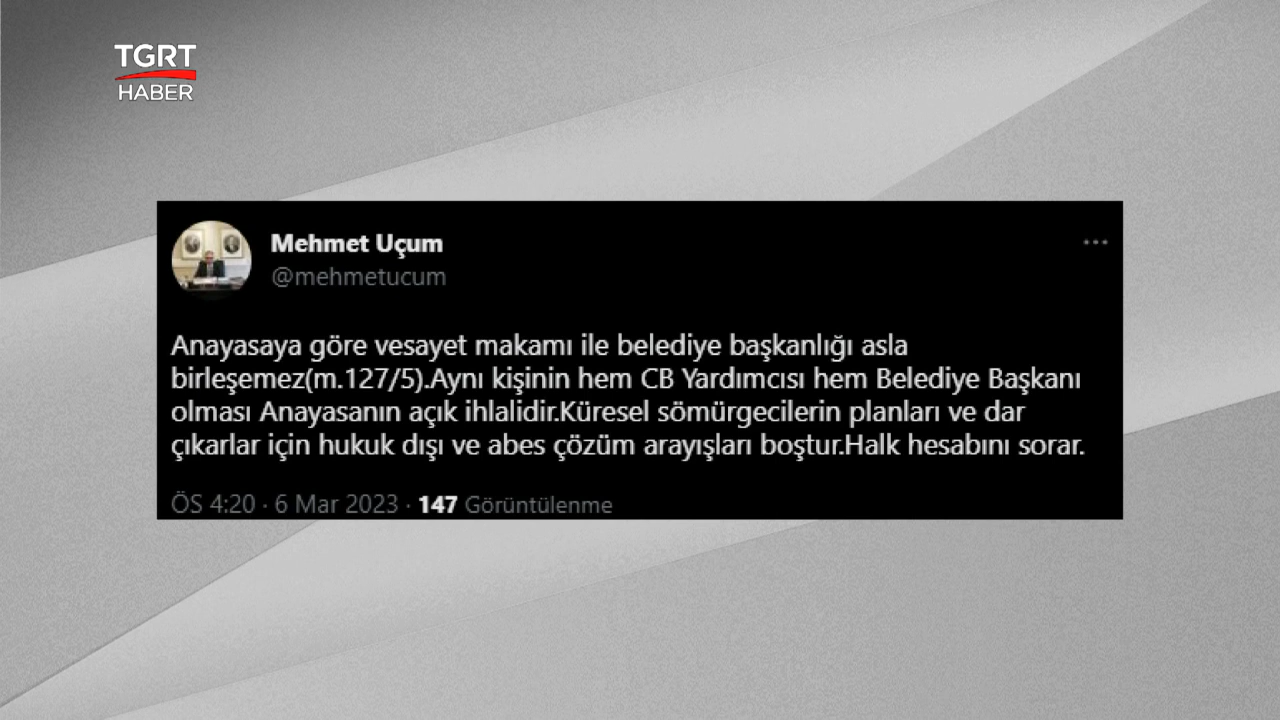 TGRT
HABER
Mehmet Uçum
@mehmetucum
Anayasaya göre vesayet makamı ile belediye başkanlığı asla
birleşemez(m.127/5).Aynı kişinin hem CB Yardımcısı hem Belediye Başkanı
olması Anayasanın açık ihlalidir.Küresel sömürgecilerin planları ve dar
çıkarlar için hukuk dışı ve abes çözüm arayışları boştur.Halk hesabını sorar.
ÖS 4:20 · 6 Mar 2023 · 147 Görüntülenme